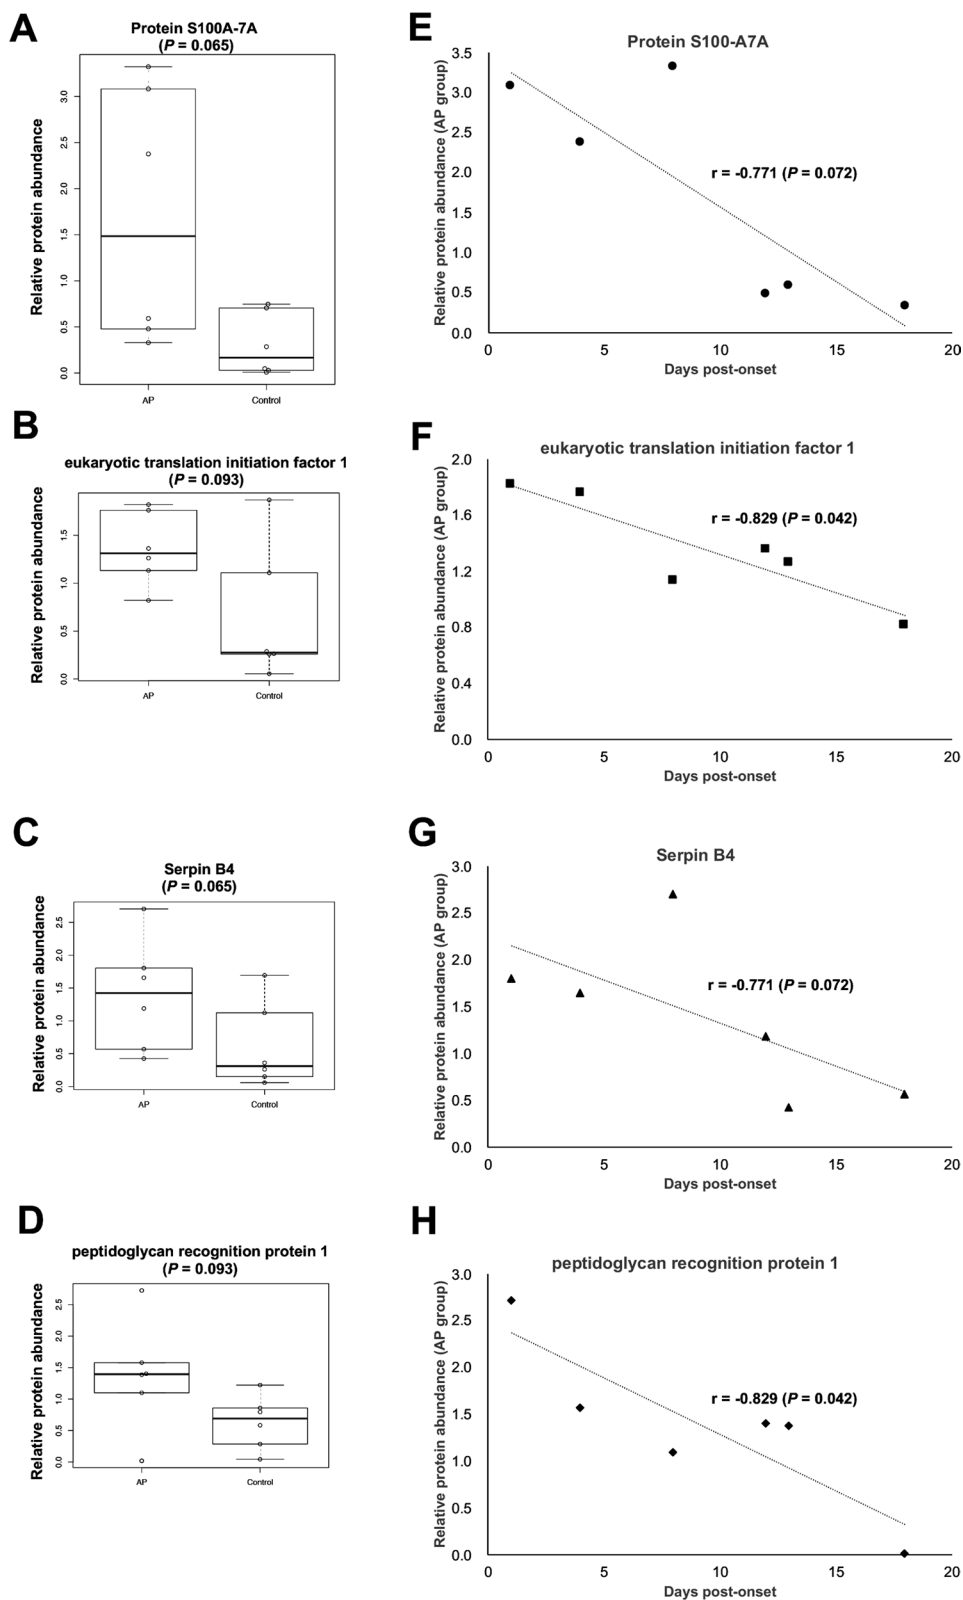 A
Protein S100A-7A
(P = 0.065)
Relative protein abundance
3.0
2.5
2.0
1.5
1.0
0.5
0.0
AP
Control
E
Protein S100-A7A
Relative protein abundance (AP group)
3.5
3.0
2.5
2.0
1.5
1.0
0.5
0.0
r = -0.771 (P = 0.072)
0
5
10
15
20
Days post-onset
B
eukaryotic translation initiation factor 1
(P = 0.093)
Relative protein abundance
1.5
1.0
0.5
0.0
AP
Control
F
eukaryotic translation initiation factor 1
Relative protein abundance (AP group)
2.0
1.6
1.2
0.8
0.4
0.0
r = -0.829 (P = 0.042)
0
5
10
15
20
Days post-onset
C
Serpin B4
(P = 0.065)
Relative protein abundance
2.5
2.0
1.5
1.0
0.5
0.0
AP
Control
G
Serpin B4
Relative protein abundance (AP group)
3.0
2.5
2.0
1.5
1.0
0.5
0.0
r = -0.771 (P = 0.072)
0
5
10
15
20
Days post-onset
D
peptidoglycan recognition protein 1
(P = 0.093)
Relative protein abundance
2.5
2.0
1.5
1.0
0.5
0.0
AP
Control
H
peptidoglycan recognition protein 1
Relative protein abundance (AP group)
3.0
2.5
2.0
1.5
1.0
0.5
0.0
r = -0.829 (P = 0.042)
0
5
10
15
20
Days post-onset